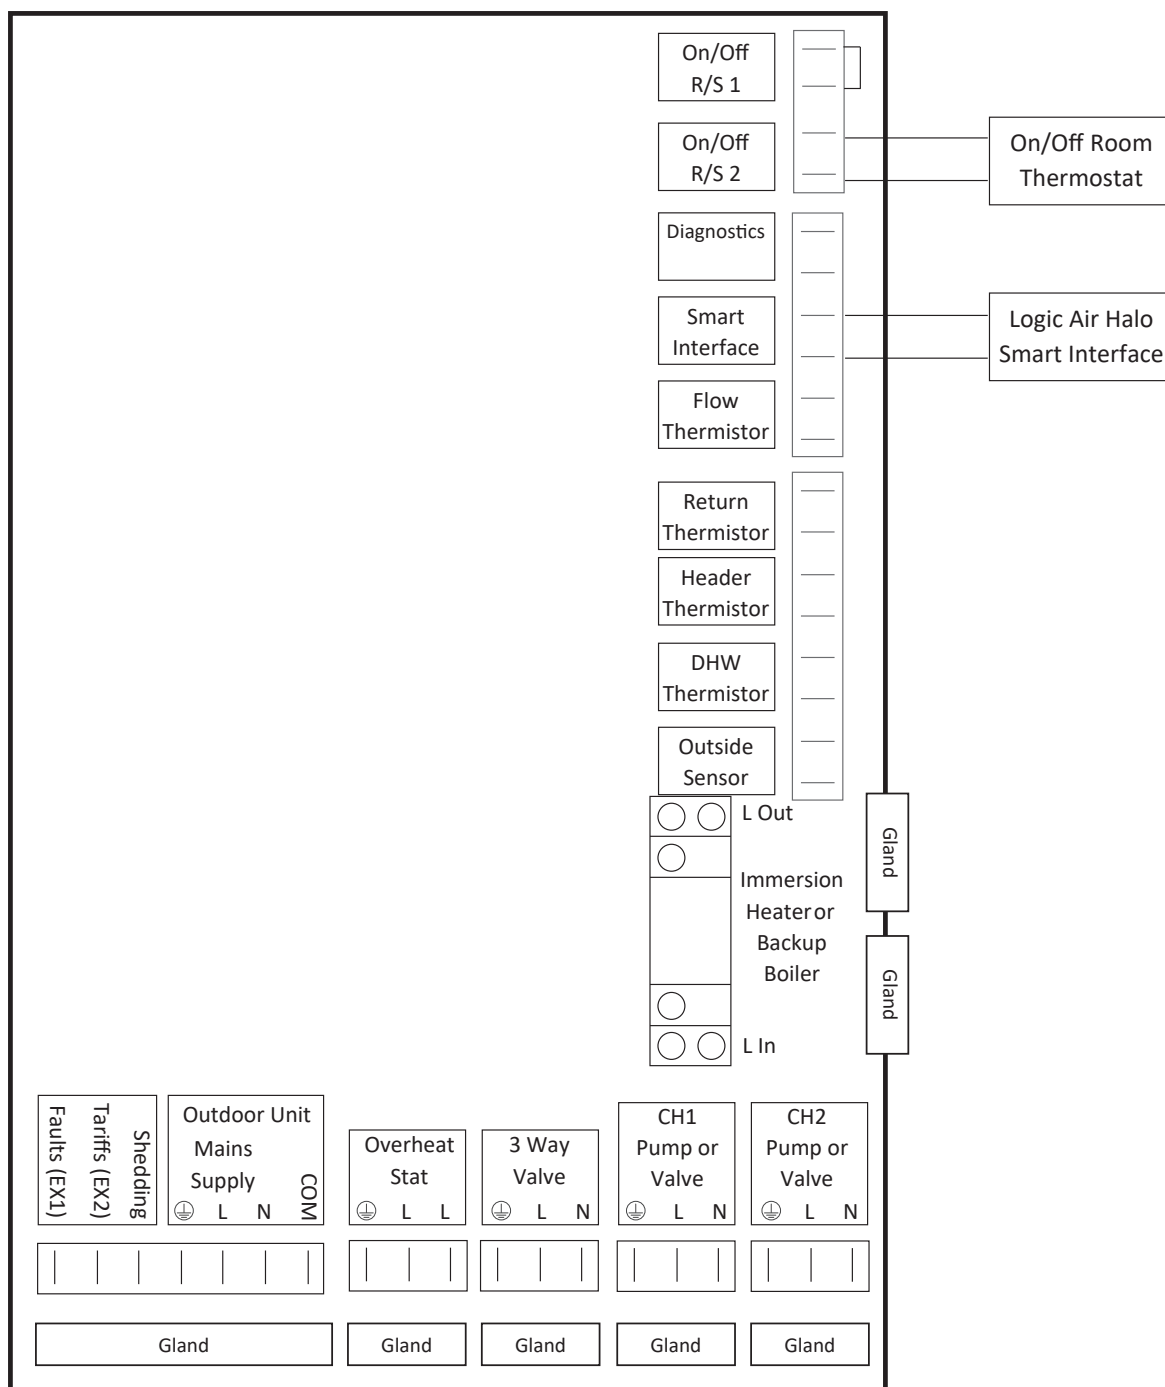 On/Off
R/S 1
On/Off
R/S 2
On/Off Room
Thermostat
Diagnostics
Smart
Interface
Logic Air Halo
Smart Interface
Flow
Thermistor
Return
Thermistor
Header
Thermistor
DHW
Thermistor
Outside
Sensor
L Out
Immersion
Heater or
Backup
Boiler
L In
Gland
Gland
Faults (EX1)
Tariffs (EX2)
Shedding
Outdoor Unit
Mains
Supply
L N
COM
Overheat
Stat
L L
3 Way
Valve
L N
CH1
Pump or
Valve
L N
CH2
Pump or
Valve
L N
Gland
Gland
Gland
Gland
Gland